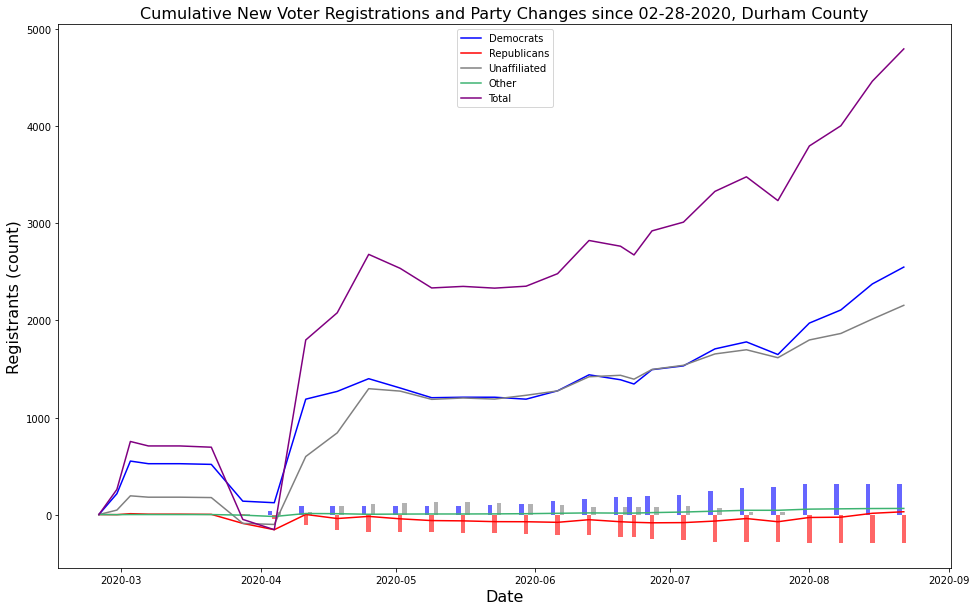 Cumulative New Voter Registrations and Party Changes since 02-28-2020, Durham County
Democrats
Republicans
Unaffiliated
Other
Total
Registrants (count)
5000
4000
3000
2000
1000
0
2020-03
2020-04
2020-05
2020-06
2020-07
2020-08
2020-09
Date